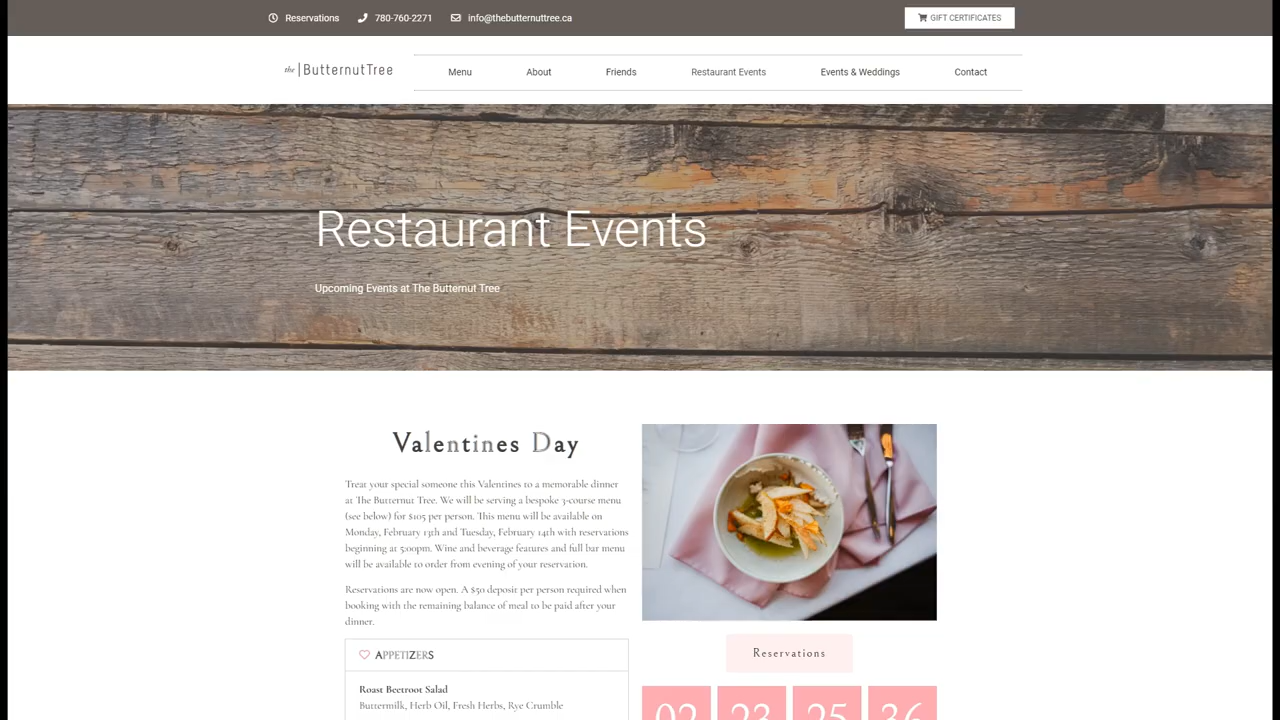 Reservations 780-760-2271 info@thebutternuttree.ca GIFT CERTIFICATES
the | ButternutTree Menu About Friends Restaurant Events Events & Weddings Contact
Restaurant Events
Upcoming Events at The Butternut Tree
Valentines Day
Treat your special someone this Valentines to a memorable dinner
at The Butternut Tree. We will be serving a bespoke 3-course menu
(see below) for $105 per person. This menu will be available on
Monday, February 13th and Tuesday, February 14th with reservations
beginning at 5:00pm. Wine and beverage features and full bar menu
will be available to order from evening of your reservation.
Reservations are now open. A $50 deposit per person required when
booking with the remaining balance of meal to be paid after your
dinner.
Reservations
APPETIZERS
Roast Beetroot Salad
Buttermilk, Herb Oil, Fresh Herbs, Rye Crumble
02 23 25 36